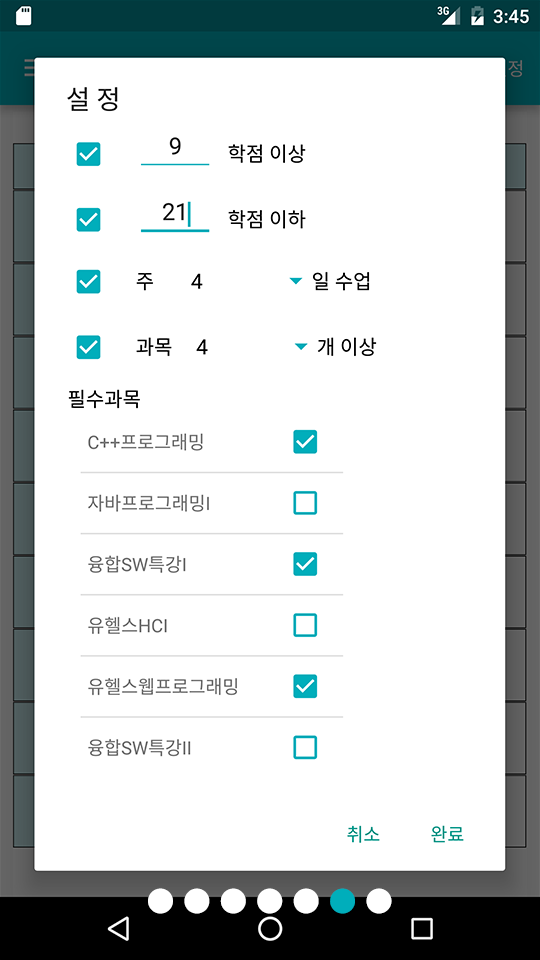 3G 3:45
정
설 정
9 학점 이상
21 학점 이하
주 4 일 수업
과목 4 개 이상
필수과목
C++프로그래밍
자바프로그래밍I
융합SW특강I
유헬스HCI
유헬스웹프로그래밍
융합SW특강II
취소 완료